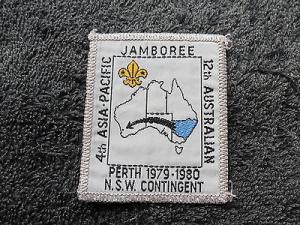 JAMBOREE
4th ASIA-PACIFIC
12th AUSTRALIAN
PERTH 1979-1980
N.S.W. CONTINGENT